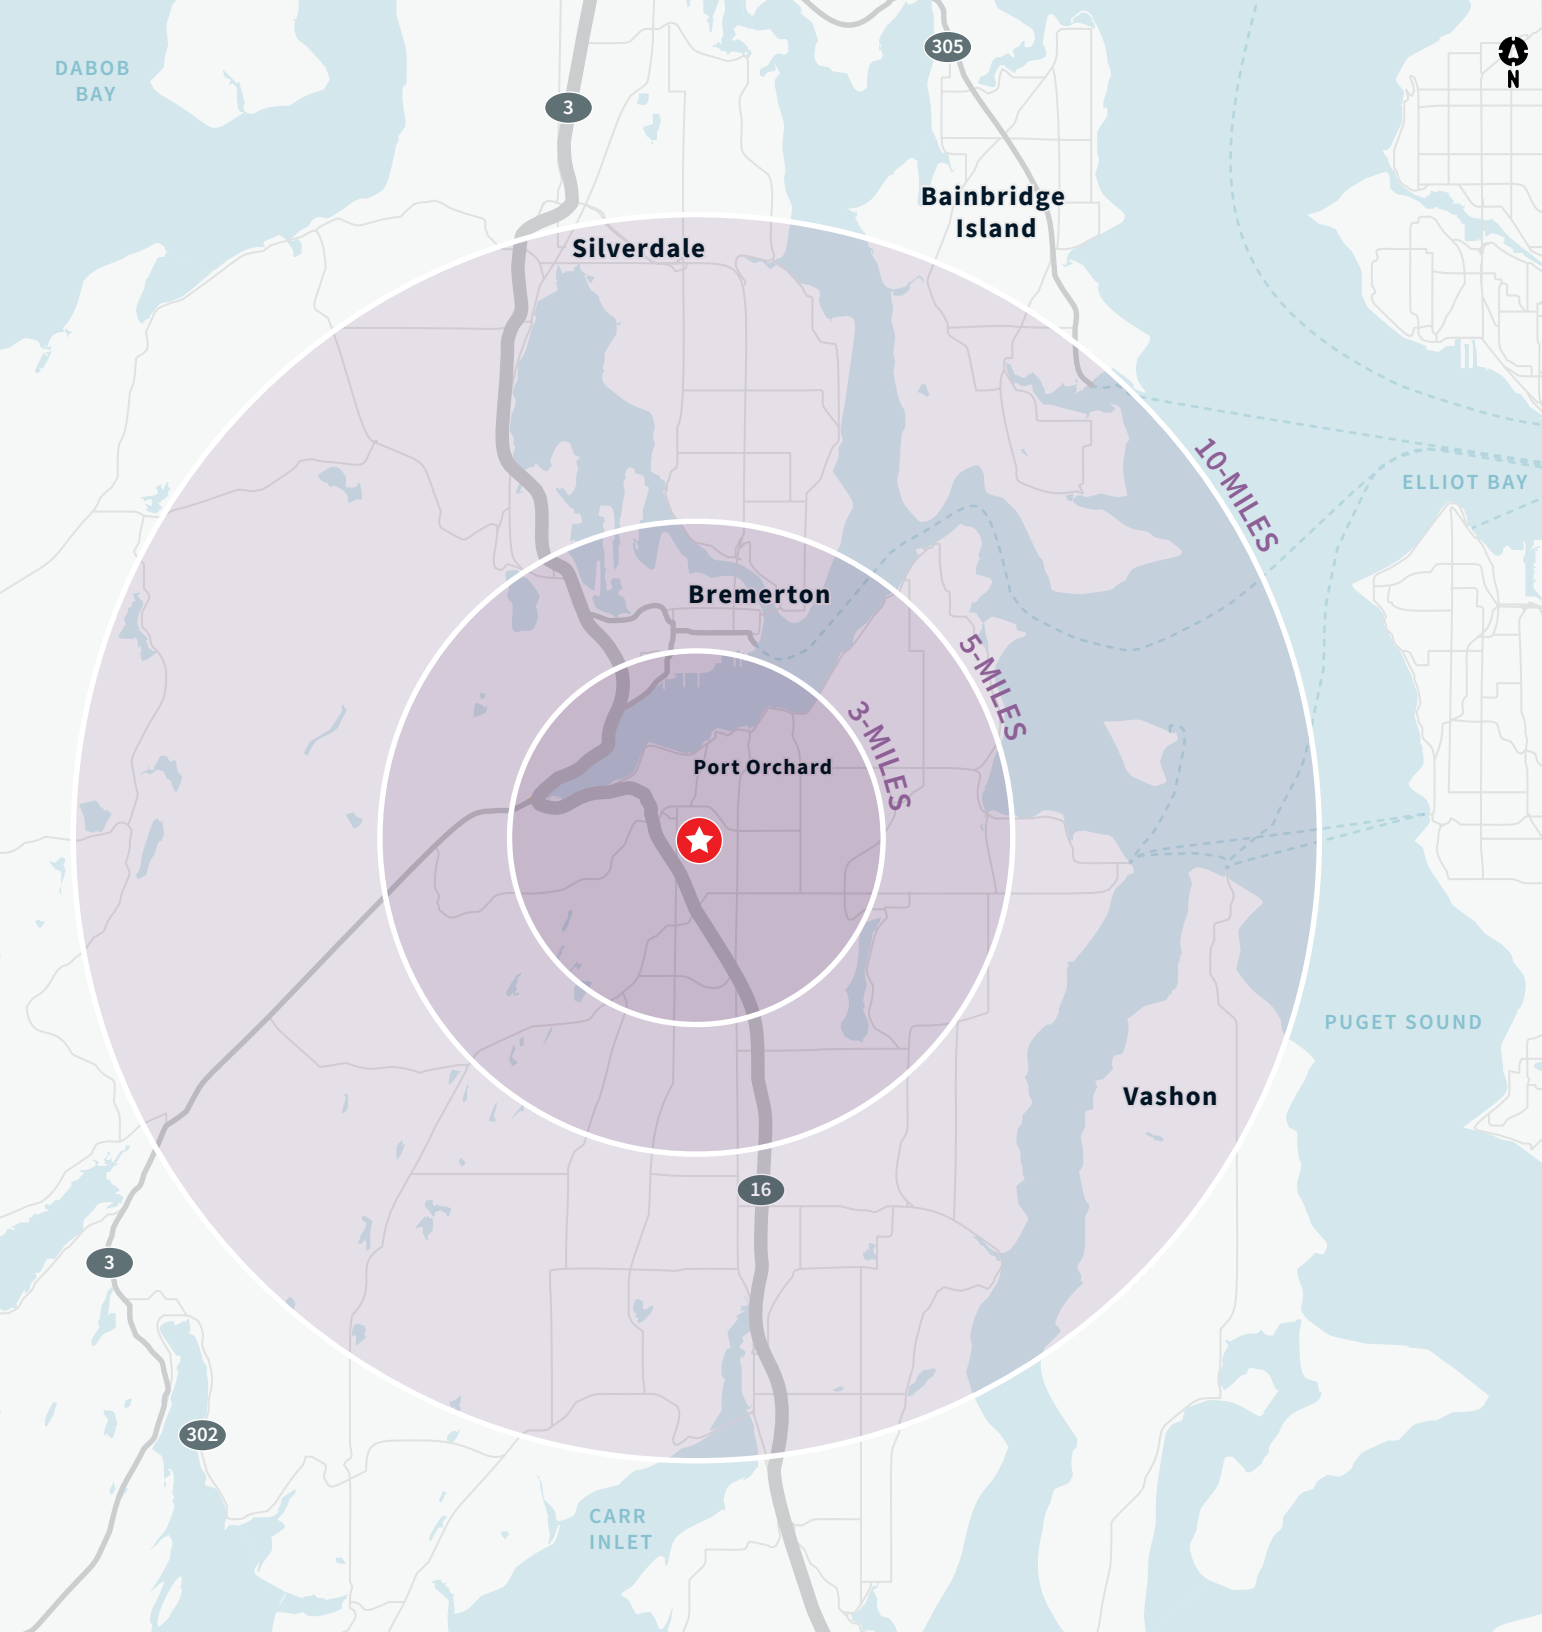 305
N
DABOB
BAY
3
Bainbridge
Island
Silverdale
10-MILES
ELLIOT BAY
Bremerton
5-MILES
3-MILES
Port Orchard
PUGET SOUND
Vashon
16
3
302
CARR
INLET